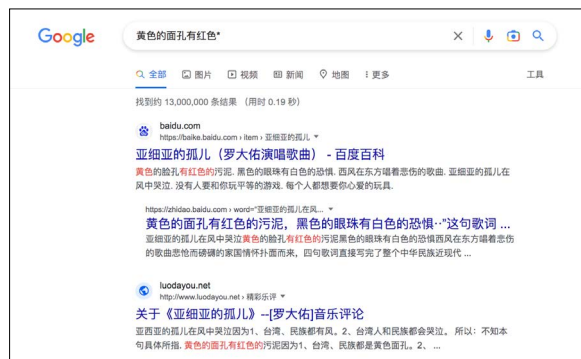 Google
黄色的面孔有红色*
全部 图片 视频 新闻 地图 更多 工具
找到约 13,000,000 条结果 （用时 0.19 秒）
baidu.com
https://baike.baidu.com › item › 亚细亚的孤儿
亚细亚的孤儿（罗大佑演唱歌曲） - 百度百科
黄色的脸孔有红色的污泥. 黑色的眼珠有白色的恐惧. 西风在东方唱着悲伤的歌曲. 亚细亚的孤儿在
风中哭泣. 没有人要和你玩平等的游戏. 每个人都想要你心爱的玩具.
https://zhidao.baidu.com › word="亚细亚的孤儿在风...
黄色的面孔有红色的污泥，黑色的眼珠有白色的恐惧··"这句歌词 ...
亚细亚的孤儿在风中哭泣黄色的脸孔有红色的污泥黑色的眼珠有白色的恐惧西风在东方唱着悲伤
的歌曲悲怆而磅礴的家国情怀扑面而来，四句歌词直接写完了整个中华民族近现代 ...
luodayou.net
http://www.luodayou.net › 精彩乐评
关于《亚细亚的孤儿》--[罗大佑]音乐评论
亚西亚的孤儿在风中哭泣因为1、台湾、民族都有风。2、台湾人和民族都会哭泣。 所以：不知本
句具体所指. 黄色的面孔有红色的污泥因为1、台湾、民族都是黄色面孔。2、 ...